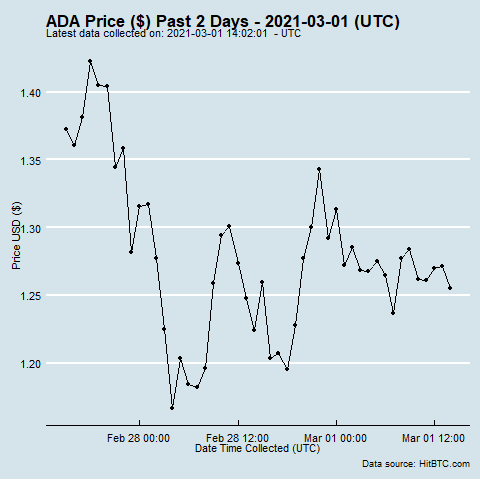 ADA Price ($) Past 2 Days - 2021-03-01 (UTC)
Latest data collected on: 2021-03-01 14:02:01  - UTC
1.40
1.35
1.30
1.25
1.20
Price USD ($)
Feb 28 00:00 Feb 28 12:00 Mar 01 00:00 Mar 01 12:00
Date Time Collected (UTC)
Data source: HitBTC.com